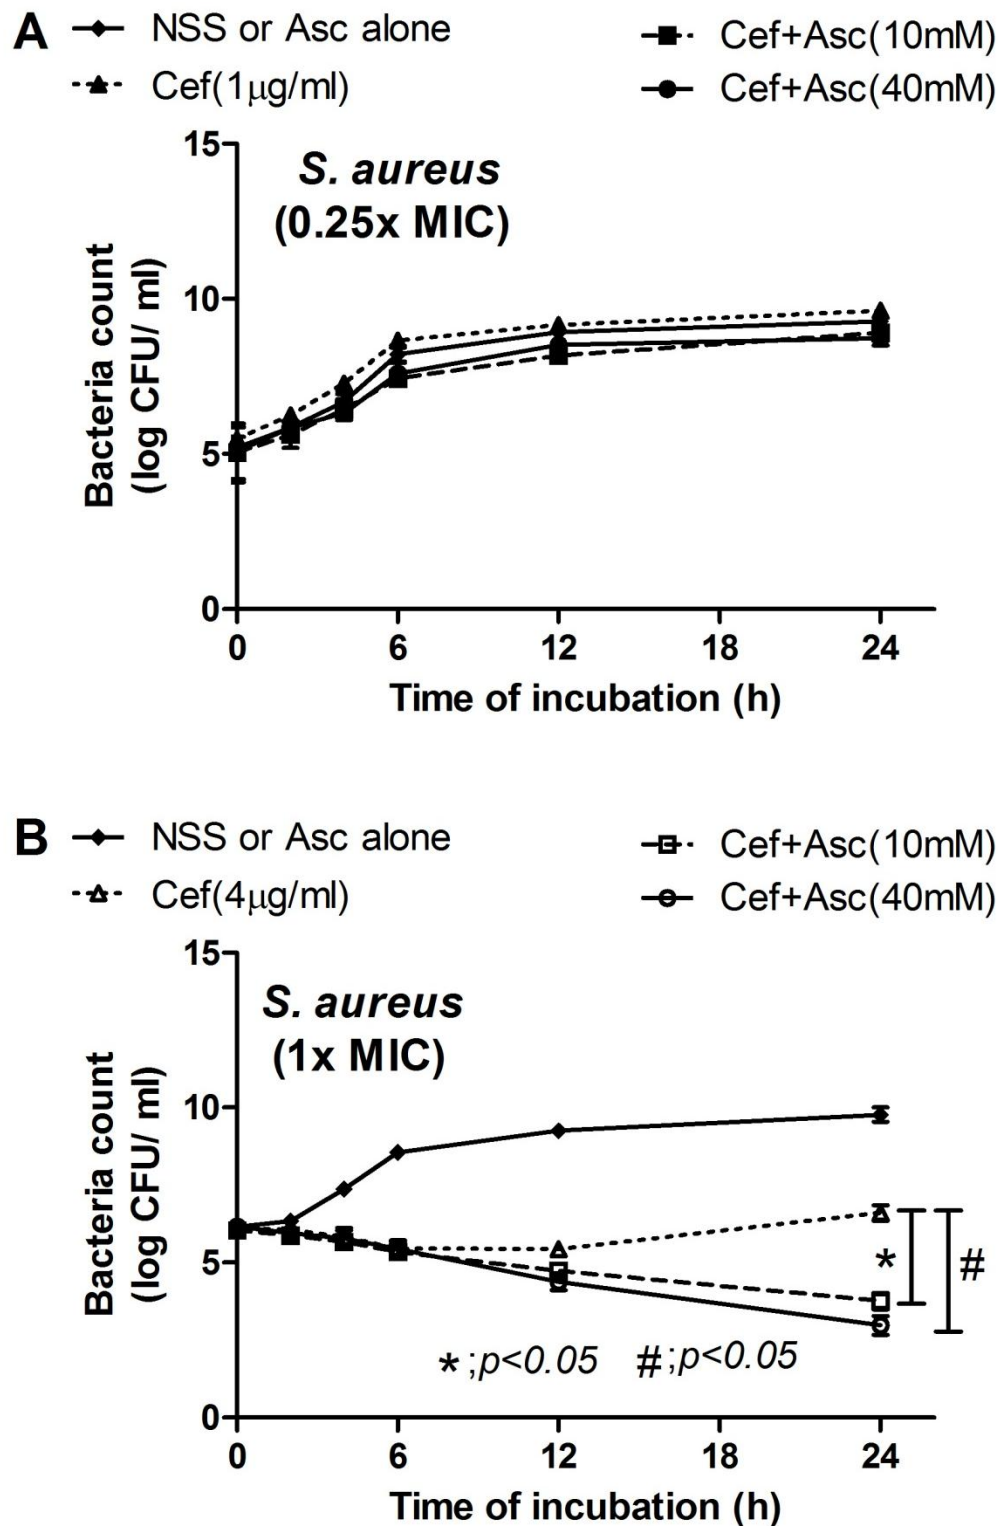 A
NSS or Asc alone
Cef+Asc(10mM)
Cef(1μg/ml)
Cef+Asc(40mM)
15
10
5
0
S. aureus
(0.25x MIC)
Bacteria count
(log CFU/ ml)
0 6 12 18 24
Time of incubation (h)
B
NSS or Asc alone
Cef+Asc(10mM)
Cef(4μg/ml)
Cef+Asc(40mM)
15
10
5
0
S. aureus
(1x MIC)
Bacteria count
(log CFU/ ml)
* #
*;p<0.05 #;p<0.05
0 6 12 18 24
Time of incubation (h)